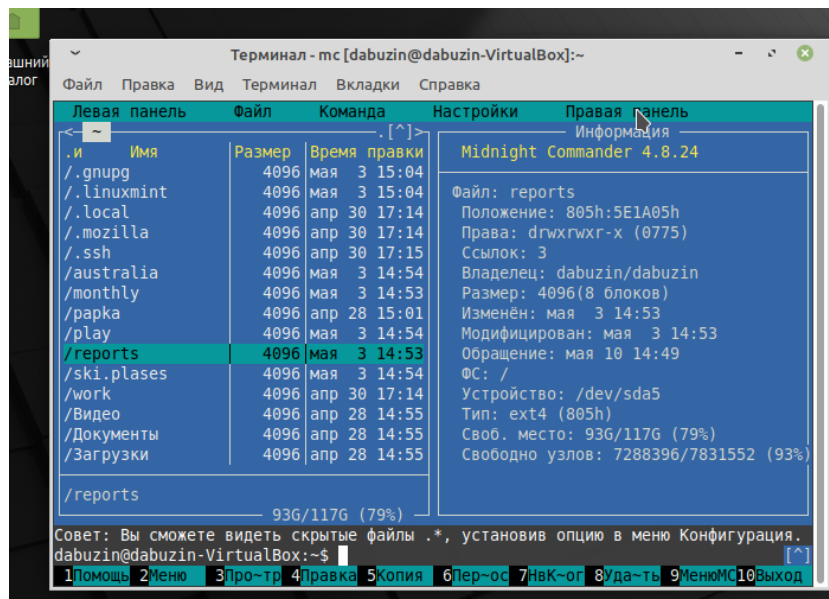 ашний
алог
Терминал - mc [dabuzin@dabuzin-VirtualBox]:~
Файл Правка Вид Терминал Вкладки Справка
Левая панель Файл Команда Настройки Правая панель
<- ~ .[^]>
Информация
.и Имя Размер Время правки
/.gnupg 4096 мая 3 15:04
/.linuxmint 4096 мая 3 15:04
/.local 4096 апр 30 17:14
/.mozilla 4096 апр 30 17:14
/.ssh 4096 апр 30 17:15
/australia 4096 мая 3 14:54
/monthly 4096 мая 3 14:53
/papka 4096 апр 28 15:01
/play 4096 мая 3 14:54
/reports 4096 мая 3 14:53
/ski.plases 4096 мая 3 14:54
/work 4096 апр 30 17:14
/Видео 4096 апр 28 14:55
/Документы 4096 апр 28 14:55
/Загрузки 4096 апр 28 14:55
/reports
93G/117G (79%)
Midnight Commander 4.8.24
Файл: reports
Положение: 805h:5E1A05h
Права: drwxrwxr-x (0775)
Ссылок: 3
Владелец: dabuzin/dabuzin
Размер: 4096(8 блоков)
Изменён: мая 3 14:53
Модифицирован: мая 3 14:53
Обращение: мая 10 14:49
ФС: /
Устройство: /dev/sda5
Тип: ext4 (805h)
Своб. место: 93G/117G (79%)
Свободно узлов: 7288396/7831552 (93%)
Совет: Вы сможете видеть скрытые файлы .*, установив опцию в меню Конфигурация.
dabuzin@dabuzin-VirtualBox:~$ [^]
1Помощь 2Меню 3Про~тр 4Правка 5Копия 6Пер~ос 7НвК~ог 8Уда~ть 9МенюМС10Выход